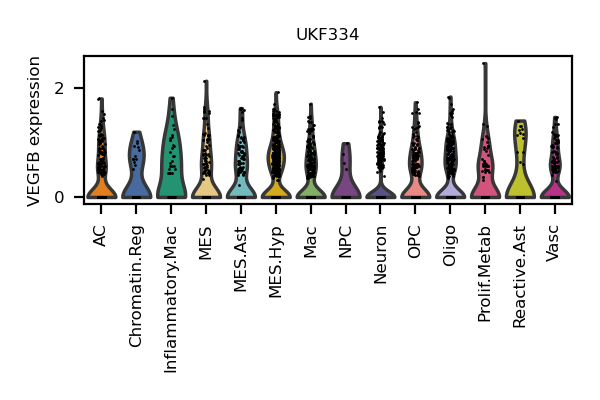 UKF334
VEGFB expression
2
0
AC
Chromatin.Reg
Inflammatory.Mac
MES
MES.Ast
MES.Hyp
Mac
NPC
Neuron
OPC
Oligo
Prolif.Metab
Reactive.Ast
Vasc